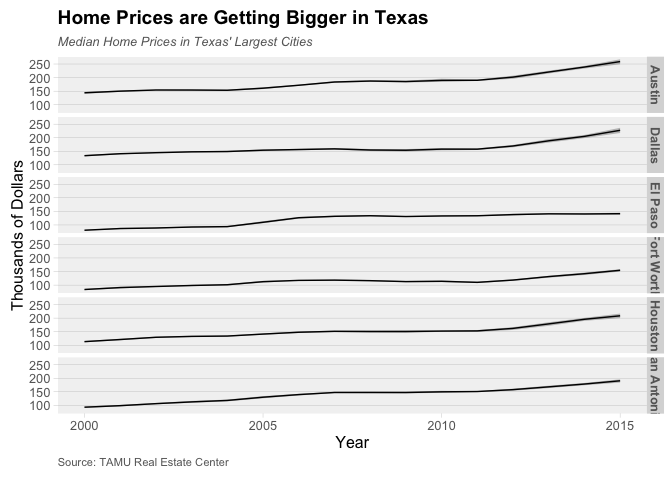 Home Prices are Getting Bigger in Texas
Median Home Prices in Texas' Largest Cities
Thousands of Dollars
250
200
150
100
Austin
250
200
150
100
Dallas
250
200
150
100
El Paso
250
200
150
100
Fort Worth
250
200
150
100
Houston
250
200
150
100
an Anton
2000
2005
2010
2015
Year
Source: TAMU Real Estate Center